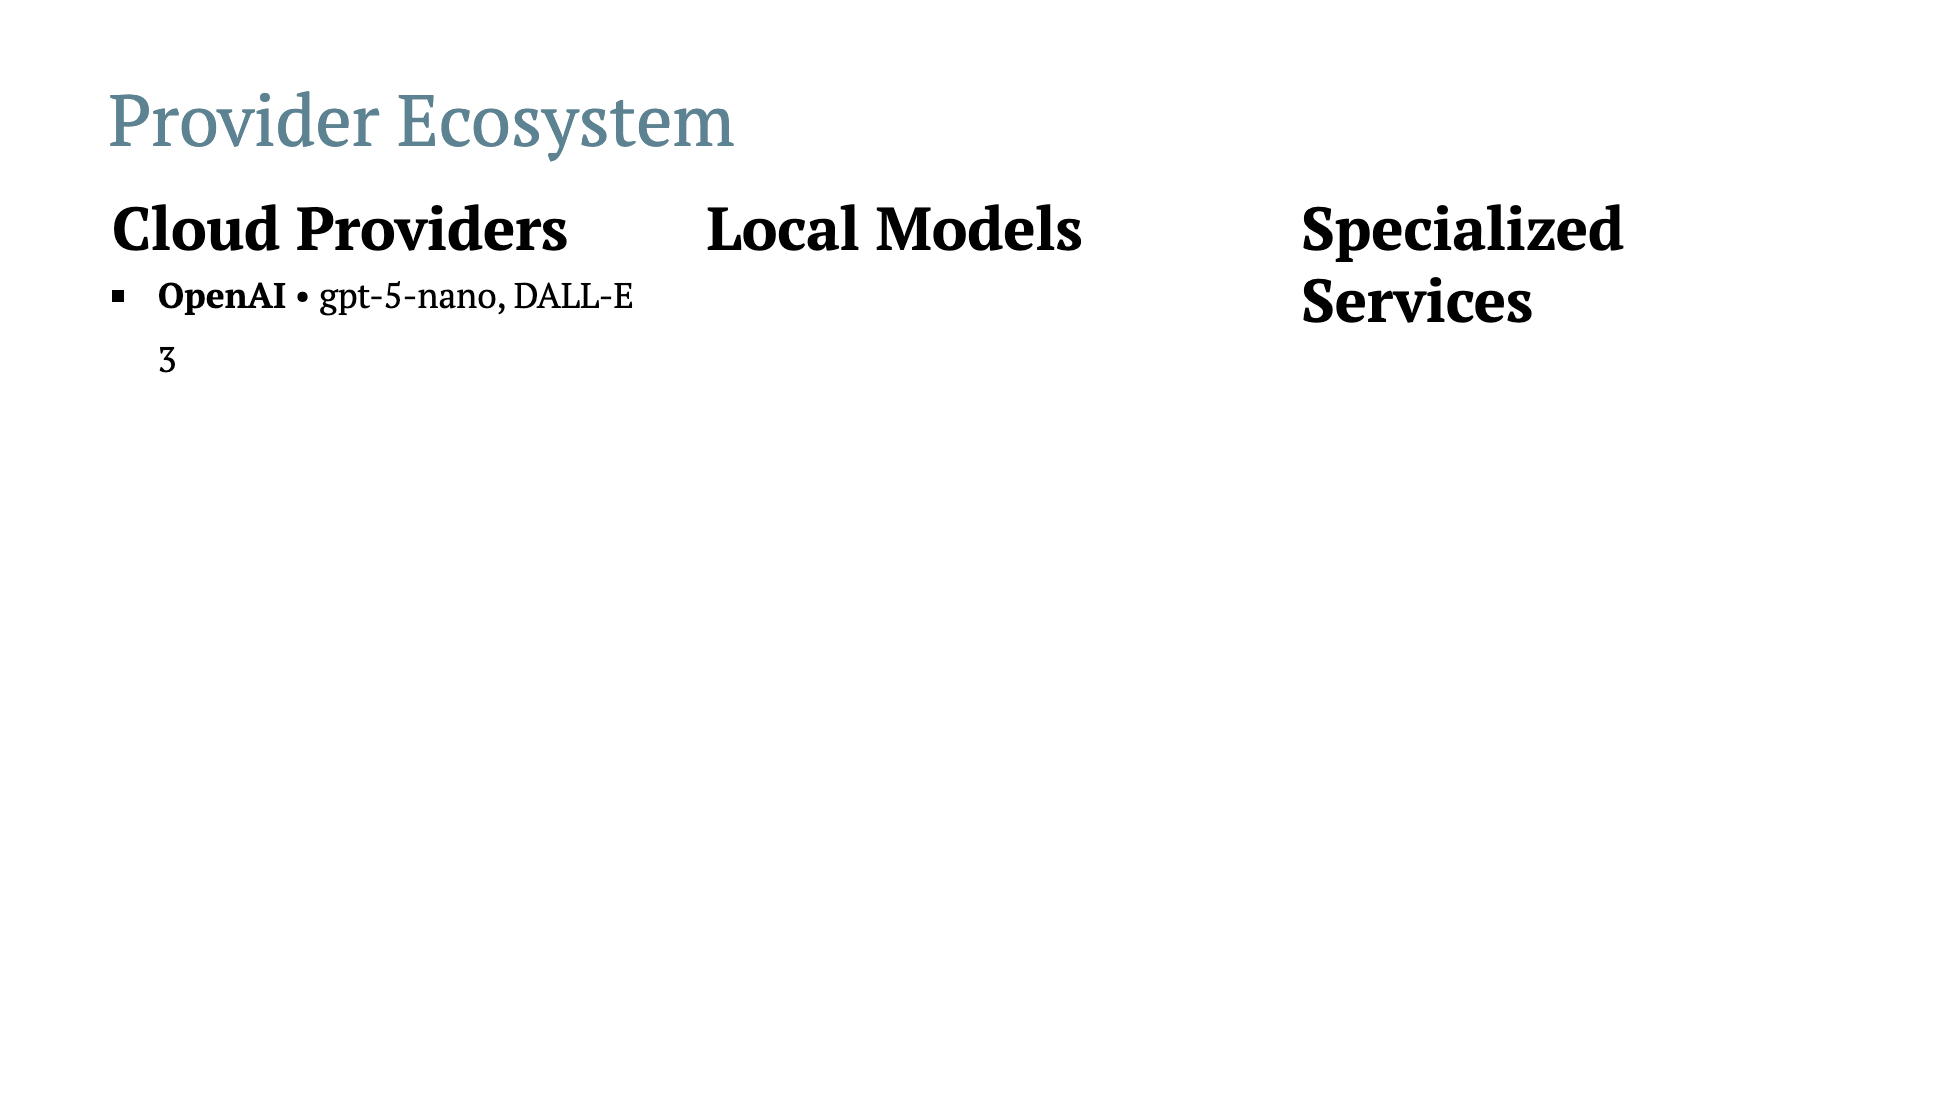 Provider Ecosystem
Cloud Providers
▪ OpenAI • gpt-5-nano, DALL-E
3
Local Models
Specialized
Services